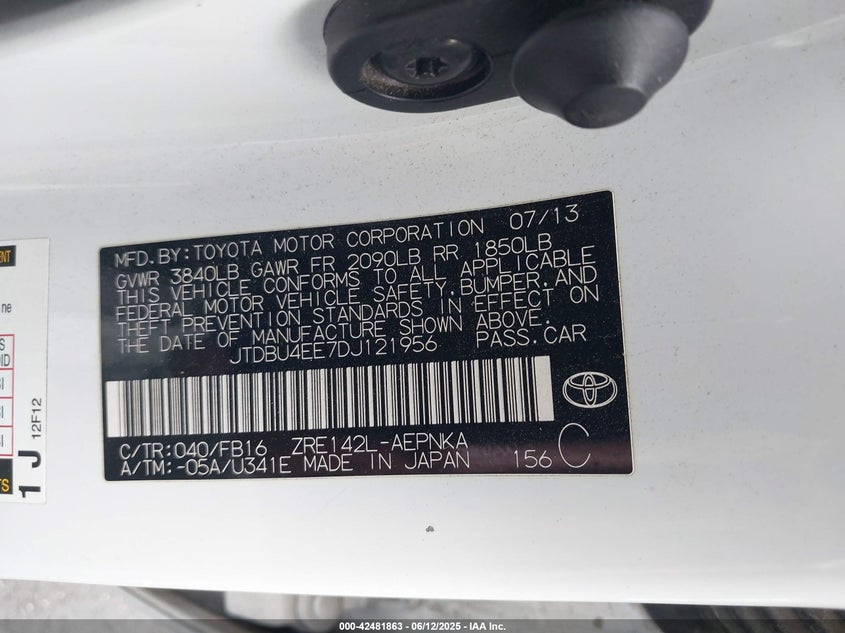 MFD. BY: TOYOTA MOTOR CORPORATION 07/13
GVWR 3840LB GAWR FR 2090LB RR 1850LB
THIS VEHICLE CONFORMS TO ALL APPLICABLE
FEDERAL MOTOR VEHICLE SAFETY, BUMPER, AND
THEFT PREVENTION STANDARDS IN EFFECT ON
THE DATE OF MANUFACTURE SHOWN ABOVE.
JTDBU4EE7DJ121956 PASS.CAR
C/TR:040/FB16 ZRE142L-AEPNKA
A/TM:-05A/U341E MADE IN JAPAN 156 C
1 J 12F12
000-42481863 - 06/12/2025 - IAA Inc.